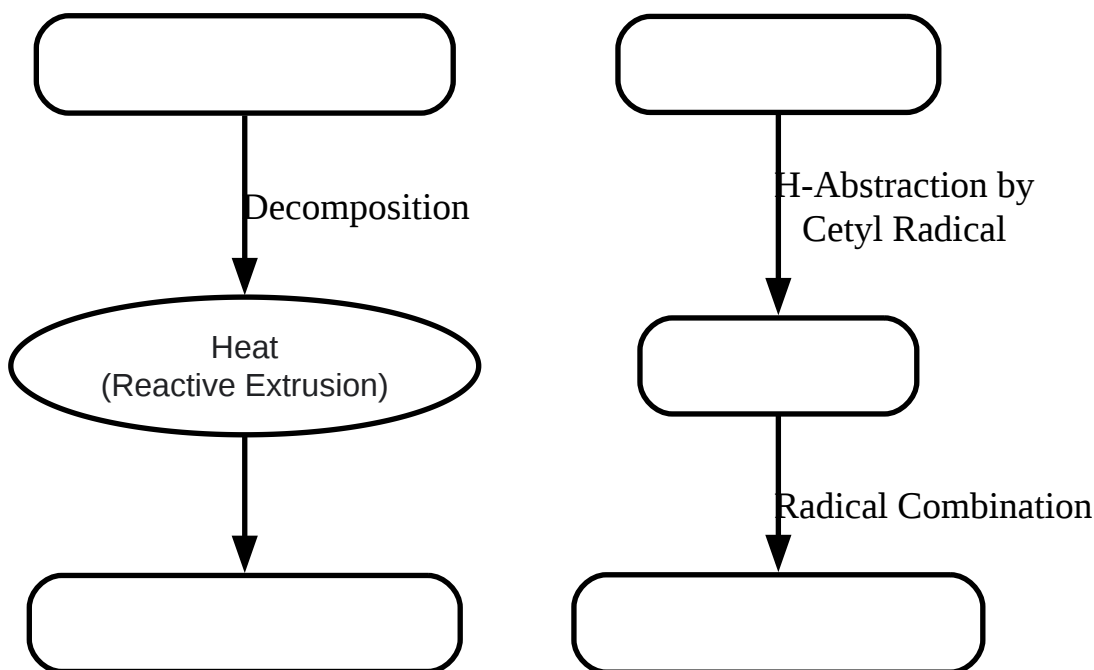 Decomposition
H-Abstraction by
Cetyl Radical
Heat
(Reactive Extrusion)
Radical Combination